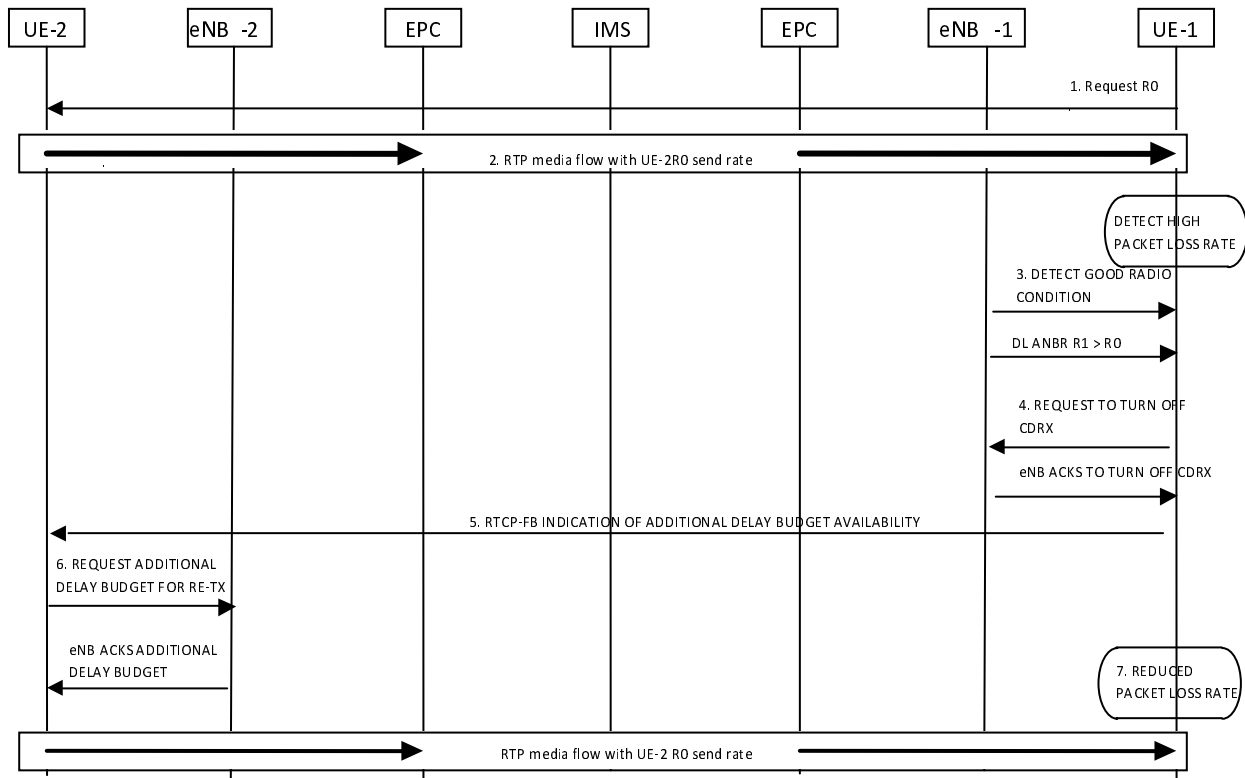 UE-2
eNB -2
EPC
IMS
EPC
eNB -1
UE-1
1. Request R0
2. RTP media flow with UE-2R0 send rate
DETECT HIGH
PACKET LOSS RATE
3. DETECT GOOD RADIO
CONDITION
DL ANBR R1 > R0
4. REQUEST TO TURN OFF
CDRX
eNB ACKS TO TURN OFF CDRX
5. RTCP-FB INDICATION OF ADDITIONAL DELAY BUDGET AVAILABILITY
6. REQUEST ADDITIONAL
DELAY BUDGET FOR RE-TX
eNB ACKS ADDITIONAL
DELAY BUDGET
7. REDUCED
PACKET LOSS RATE
RTP media flow with UE-2 R0 send rate